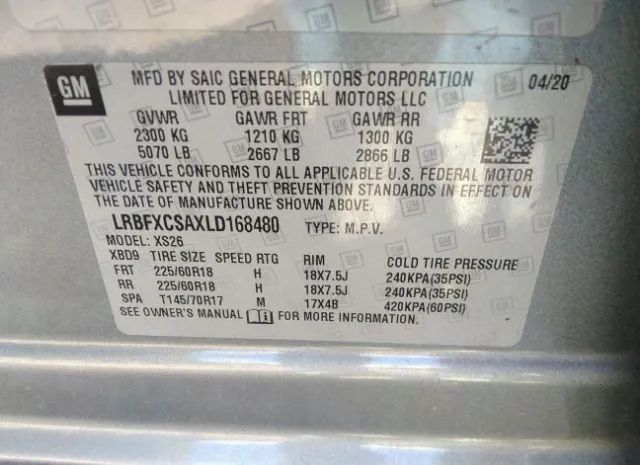 GM
MFD BY SAIC GENERAL MOTORS CORPORATION 04/20
LIMITED FOR GENERAL MOTORS LLC
GVWR GAWR FRT GAWR RR
2300 KG 1210 KG 1300 KG
5070 LB 2667 LB 2866 LB
THIS VEHICLE CONFORMS TO ALL APPLICABLE U.S. FEDERAL MOTOR
VEHICLE SAFETY AND THEFT PREVENTION STANDARDS IN EFFECT ON
THE DATE OF MANUFACTURE SHOWN ABOVE.
LRBFXCSAXLD168480 TYPE: M.P.V.
MODEL: XS26
XBD9 TIRE SIZE SPEED RTG RIM COLD TIRE PRESSURE
FRT 225/60R18 H 18X7.5J 240KPA(35PSI)
RR 225/60R18 H 18X7.5J 240KPA(35PSI)
SPA T145/70R17 M 17X4B 420KPA(60PSI)
SEE OWNER'S MANUAL FOR MORE INFORMATION.